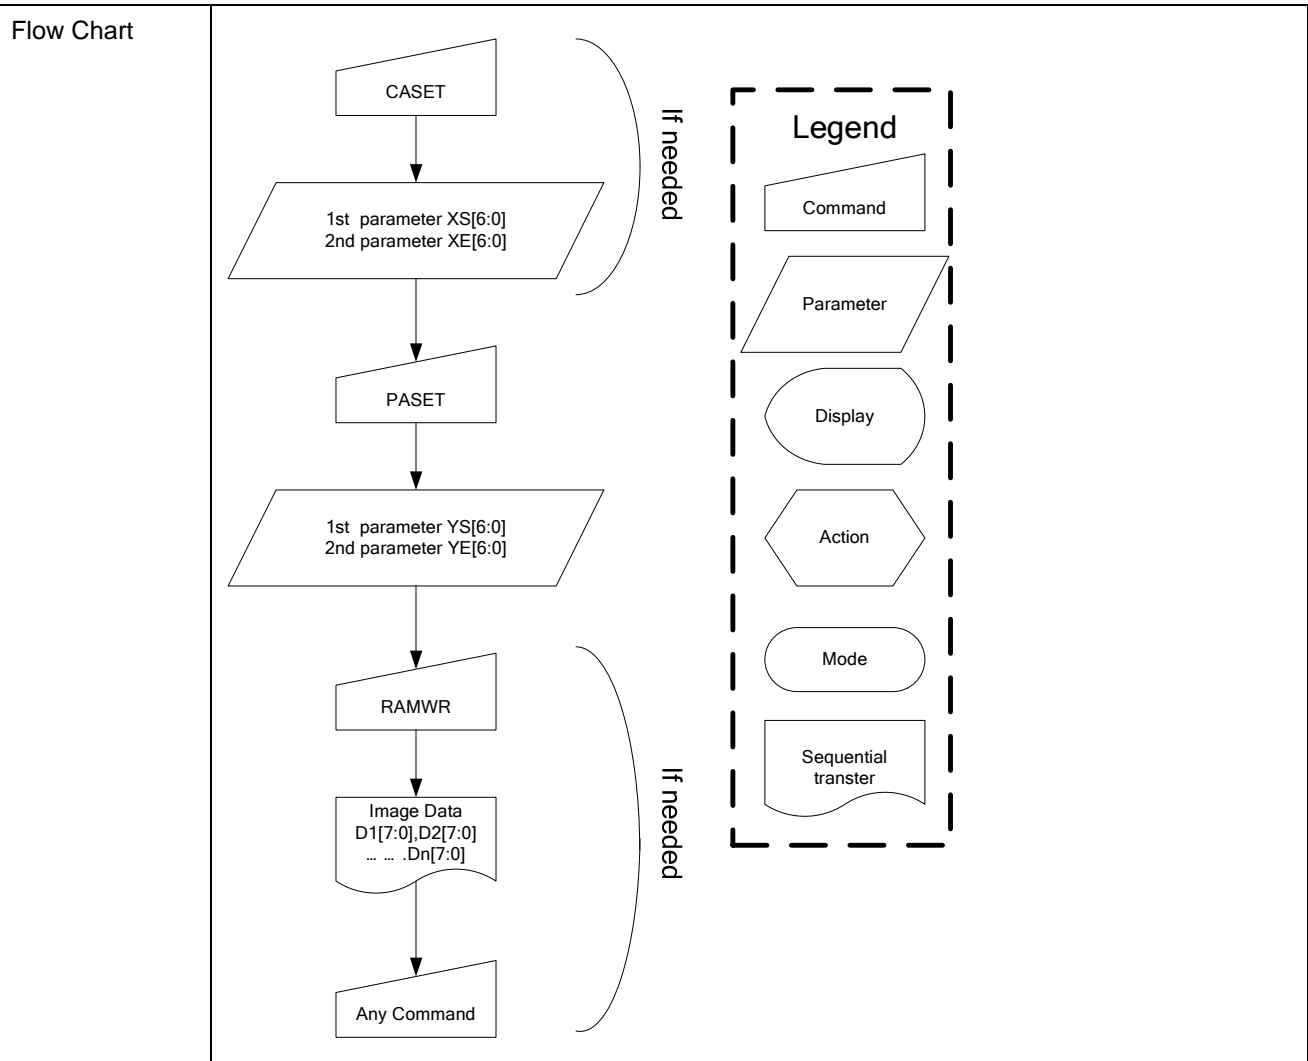 Flow Chart
CASET
1st parameter XS[6:0]
2nd parameter XE[6:0]
If needed
PASET
1st parameter YS[6:0]
2nd parameter YE[6:0]
RAMWR
Image Data
D1[7:0],D2[7:0]
... ... .Dn[7:0]
Any Command
If needed
Legend
Command
Parameter
Display
Action
Mode
Sequential
transter